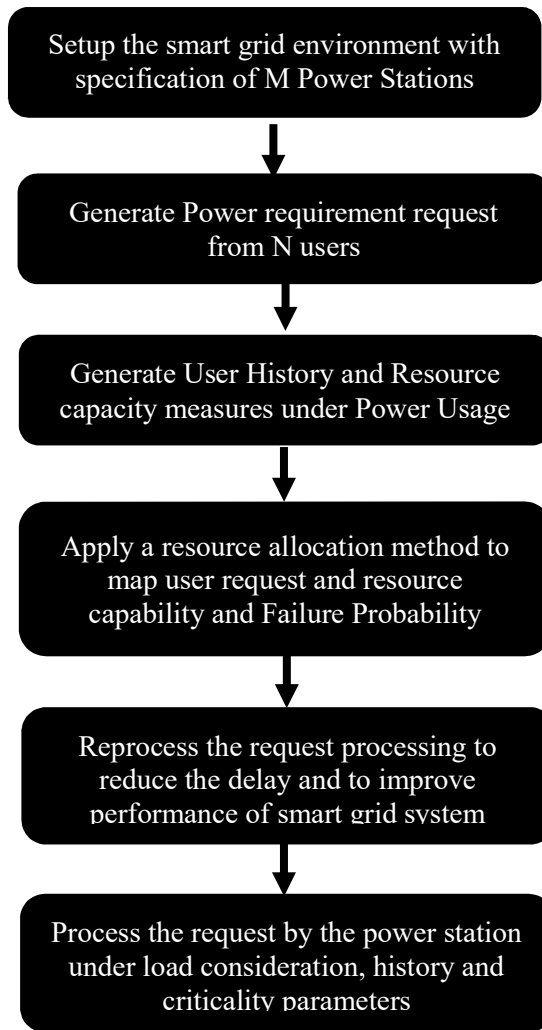 Setup the smart grid environment with
specification of M Power Stations
Generate Power requirement request
from N users
Generate User History and Resource
capacity measures under Power Usage
Apply a resource allocation method to
map user request and resource
capability and Failure Probability
Reprocess the request processing to
reduce the delay and to improve
performance of smart grid system
Process the request by the power station
under load consideration, history and
criticality parameters